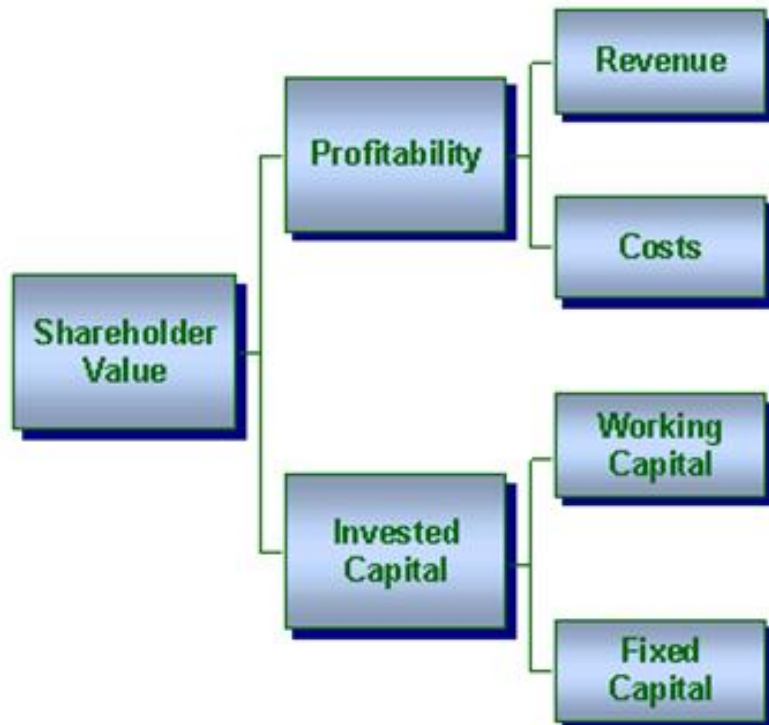 Revenue
Profitability
Costs
Shareholder
Value
Working
Capital
Invested
Capital
Fixed
Capital